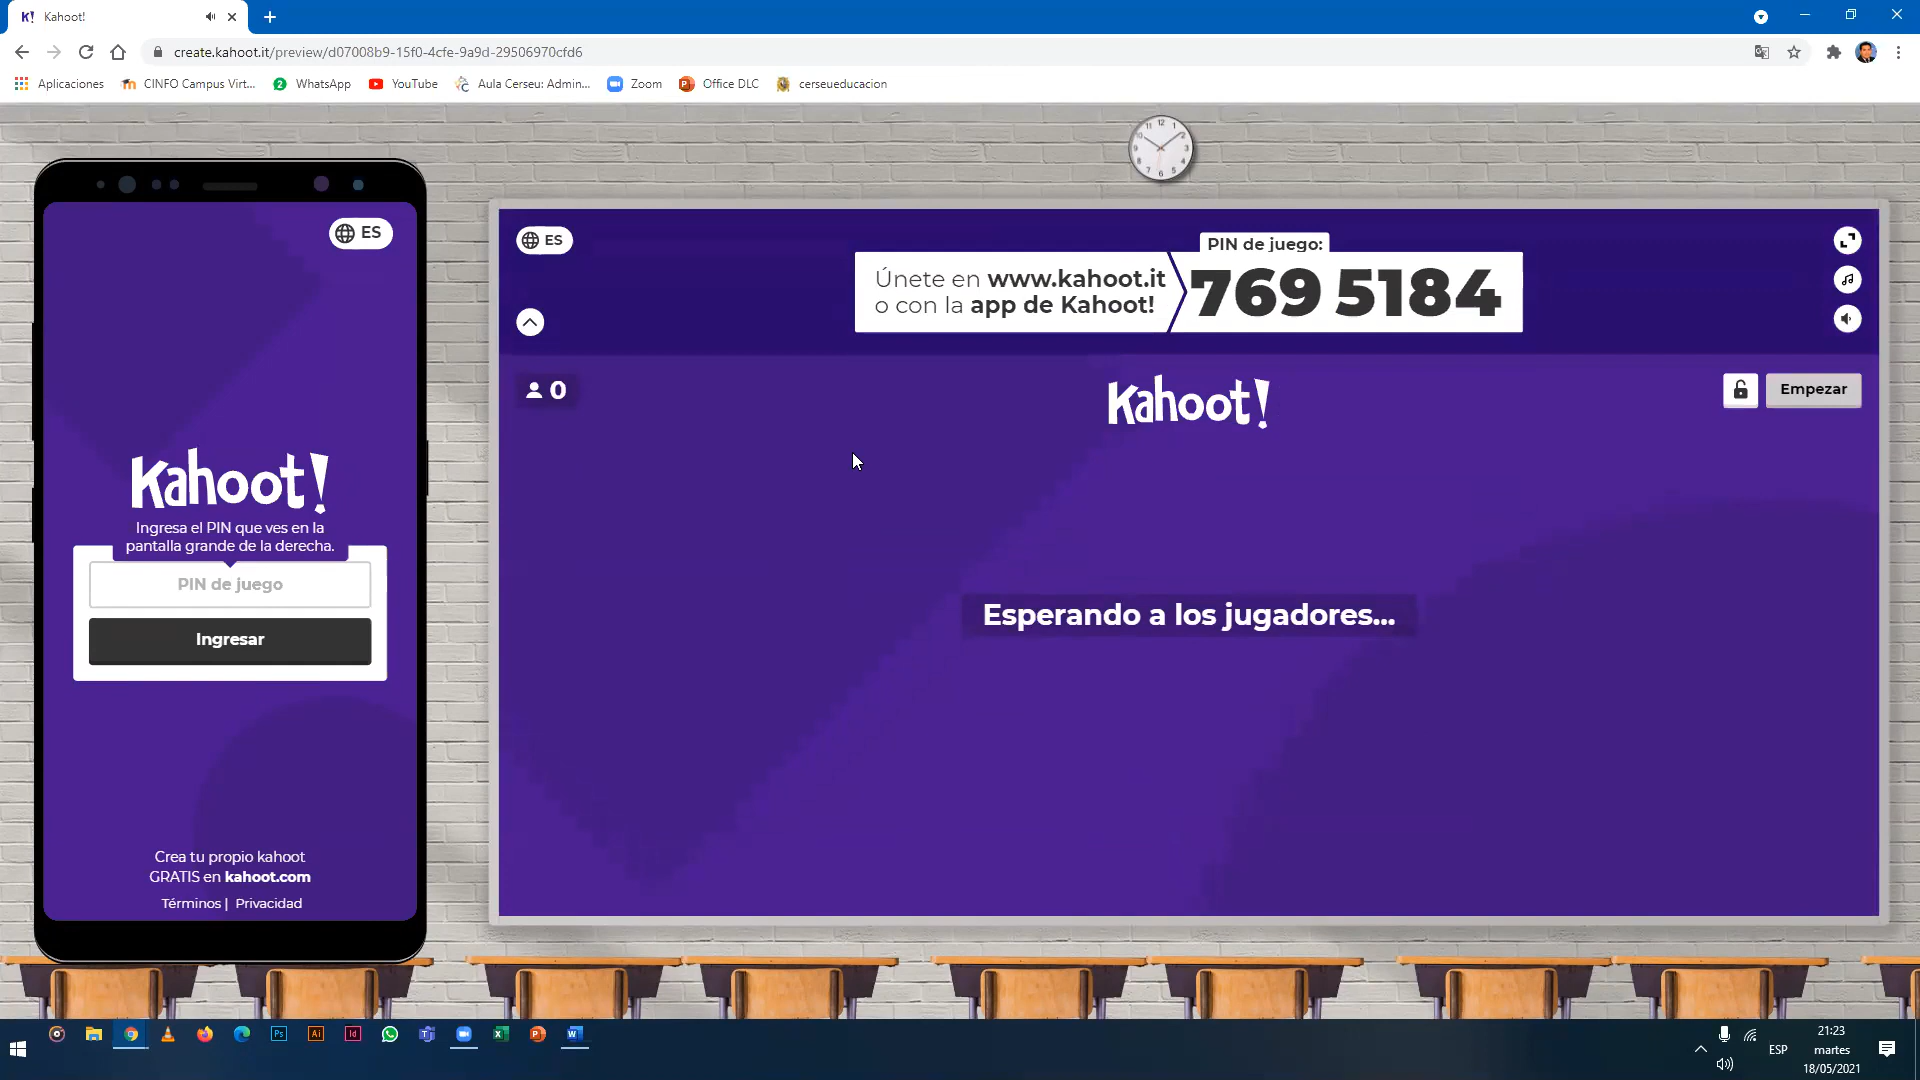 Kahoot!
create.kahoot.it/preview/d07008b9-15f0-4cfe-9a9d-29506970cfd6
Aplicaciones
CINFO Campus Virt...
2
WhatsApp
YouTube
Aula Cerseu: Admin...
Zoom
Office DLC
cerseueducacion
ES
Kahoot!
Ingresa el PIN que ves en la
pantalla grande de la derecha.
PIN de juego
Ingresar
Crea tu propio kahoot
GRATIS en kahoot.com
Términos | Privacidad
ES
PIN de juego:
Únete en www.kahoot.it
o con la app de Kahoot!
769 5184
0
Kahoot!
Empezar
Esperando a los jugadores...
ESP
21:23
martes
18/05/2021